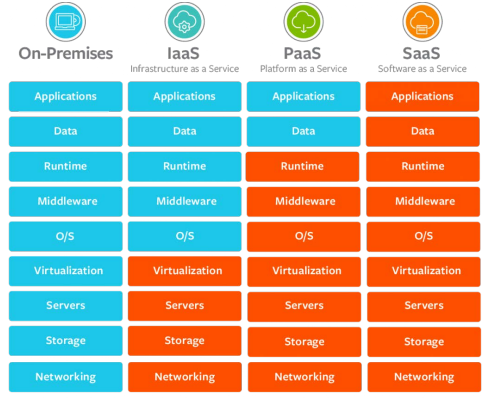 On-Premises
IaaS
Infrastructure as a Service
PaaS
Platform as a Service
SaaS
Software as a Service
Applications Applications Applications Applications
Data Data Data Data
Runtime Runtime Runtime Runtime
Middleware Middleware Middleware Middleware
O/S O/S O/S O/S
Virtualization Virtualization Virtualization Virtualization
Servers Servers Servers Servers
Storage Storage Storage Storage
Networking Networking Networking Networking